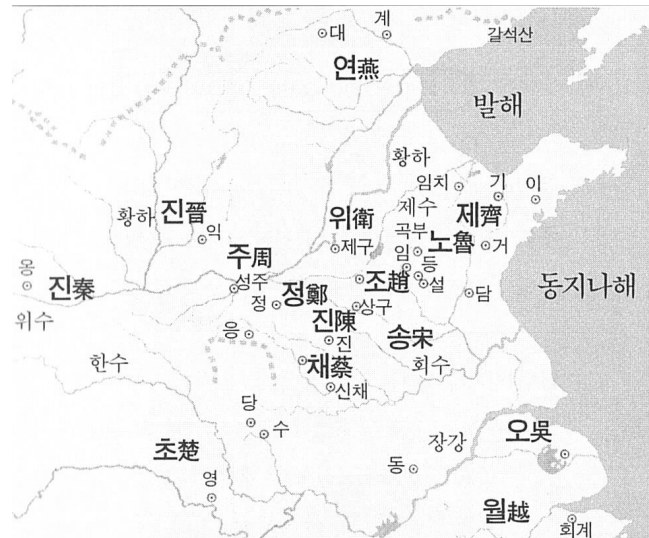 대
계
갈석산
연燕
발해
황하
임치
기
이
제수
제齊
황하
진晉
익
위衛
제구
곡부
노魯
거
임
등
설
주周
성주
조趙
동지나해
몽
진秦
정
정鄭
상구
담
위수
진陳
진
송宋
응
회수
한수
채蔡
신채
당
수
장강
오吳
초楚
동
영
월越
회계